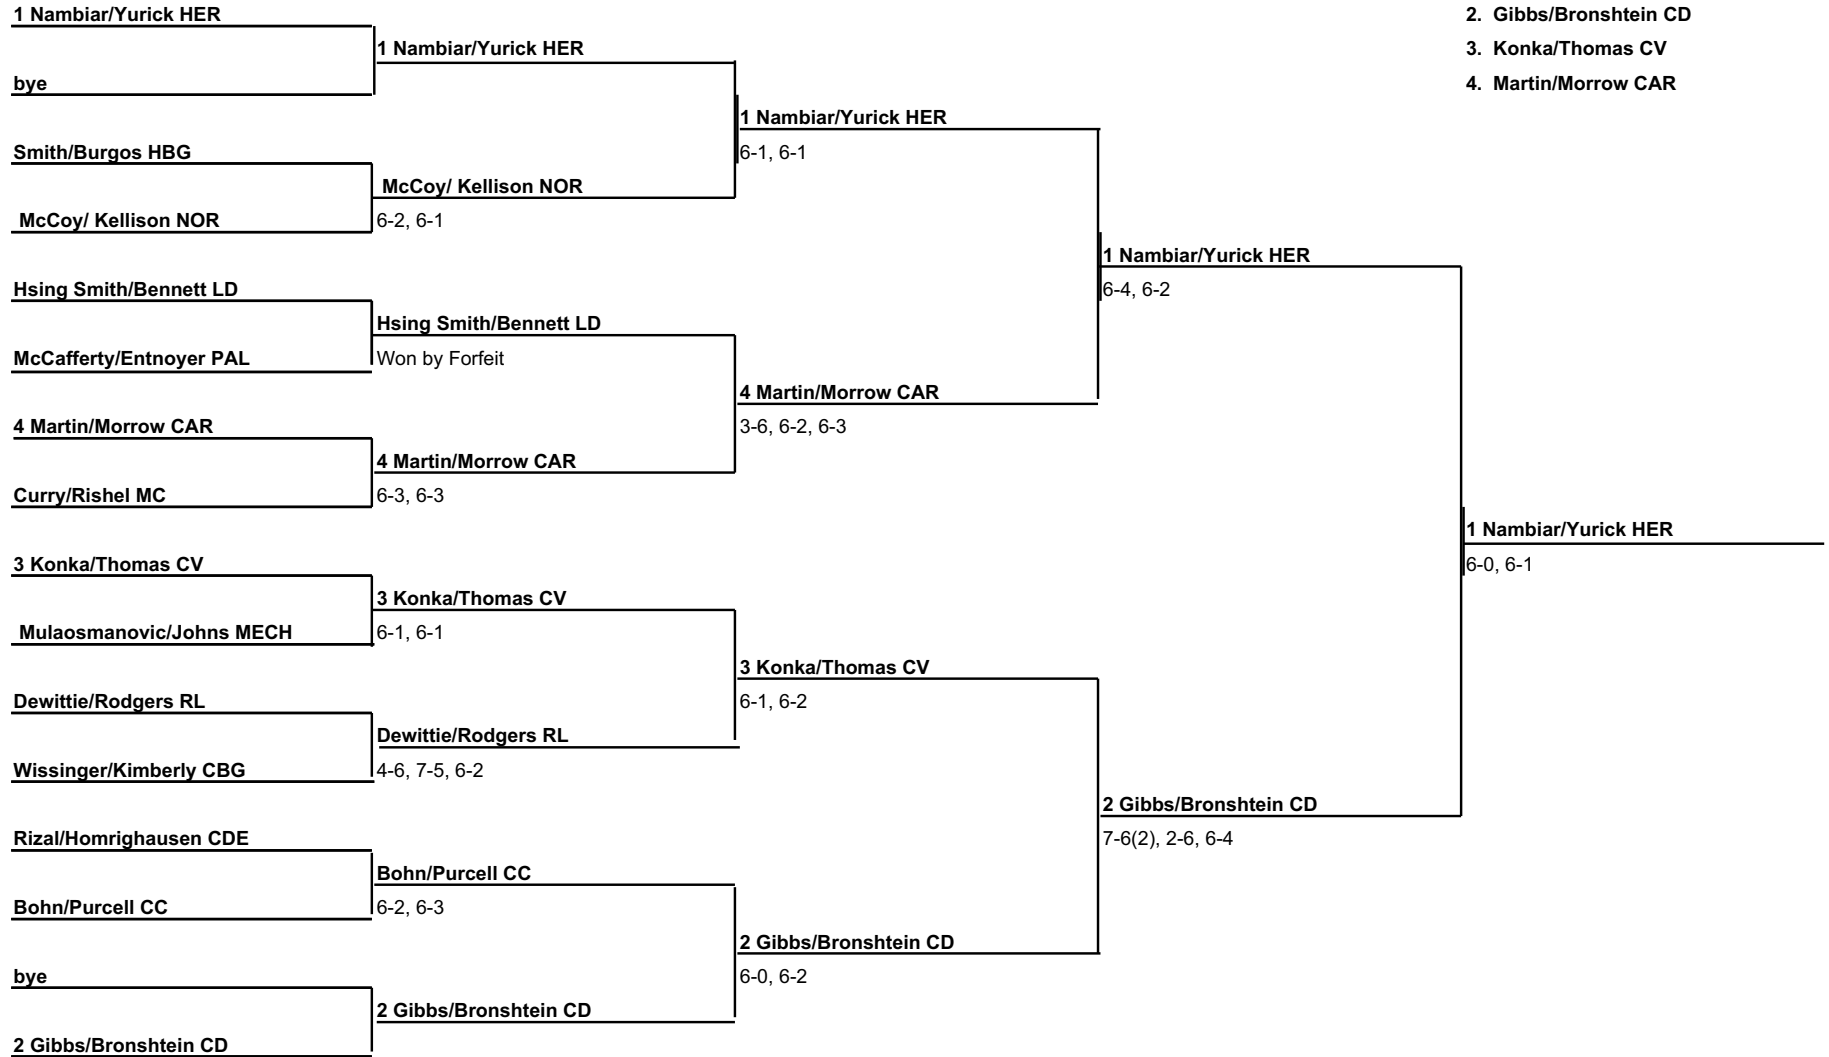 1 Nambiar/Yurick HER
2. Gibbs/Bronshtein CD
1 Nambiar/Yurick HER
3. Konka/Thomas CV
bye
4. Martin/Morrow CAR
1 Nambiar/Yurick HER
Smith/Burgos HBG
6-1, 6-1
McCoy/ Kellison NOR
McCoy/ Kellison NOR
6-2, 6-1
1 Nambiar/Yurick HER
Hsing Smith/Bennett LD
6-4, 6-2
Hsing Smith/Bennett LD
McCafferty/Entnoyer PAL
Won by Forfeit
4 Martin/Morrow CAR
4 Martin/Morrow CAR
3-6, 6-2, 6-3
4 Martin/Morrow CAR
Curry/Rishel MC
6-3, 6-3
1 Nambiar/Yurick HER
3 Konka/Thomas CV
6-0, 6-1
3 Konka/Thomas CV
Mulaosmanovic/Johns MECH
6-1, 6-1
3 Konka/Thomas CV
Dewittie/Rodgers RL
6-1, 6-2
Dewittie/Rodgers RL
Wissinger/Kimberly CBG
4-6, 7-5, 6-2
2 Gibbs/Bronshtein CD
Rizal/Homrighausen CDE
7-6(2), 2-6, 6-4
Bohn/Purcell CC
Bohn/Purcell CC
6-2, 6-3
2 Gibbs/Bronshtein CD
bye
6-0, 6-2
2 Gibbs/Bronshtein CD
2 Gibbs/Bronshtein CD